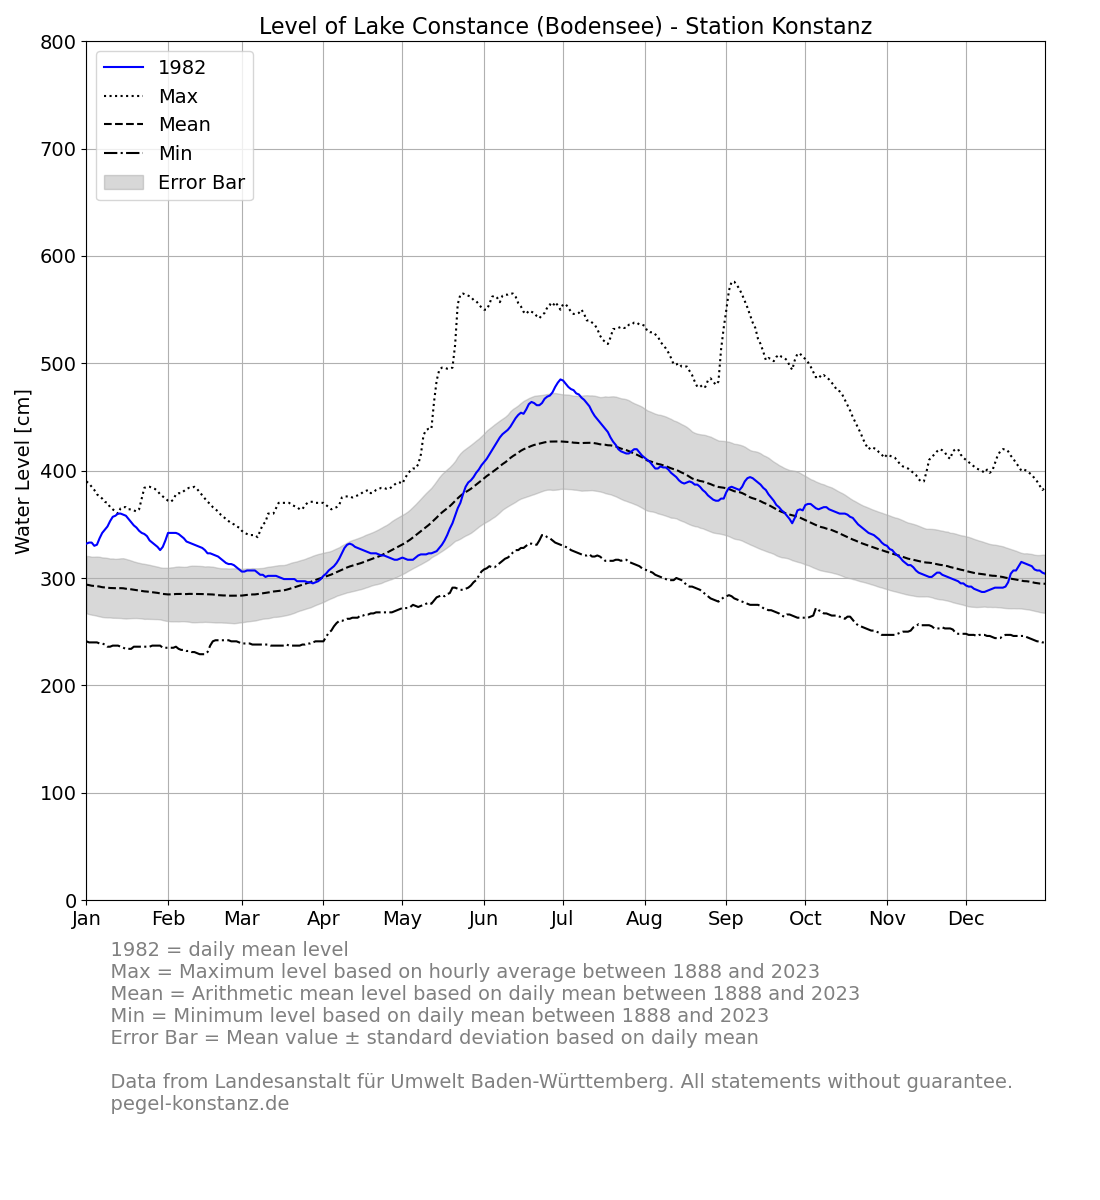 Level of Lake Constance (Bodensee) - Station Konstanz
800
700
600
500
400
300
200
100
0
Water Level [cm]
1982
Max
Mean
Min
Error Bar
Jan Feb Mar Apr May Jun Jul Aug Sep Oct Nov Dec
1982 = daily mean level
Max = Maximum level based on hourly average between 1888 and 2023
Mean = Arithmetic mean level based on daily mean between 1888 and 2023
Min = Minimum level based on daily mean between 1888 and 2023
Error Bar = Mean value ± standard deviation based on daily mean
Data from Landesanstalt für Umwelt Baden-Württemberg. All statements without guarantee.
pegel-konstanz.de